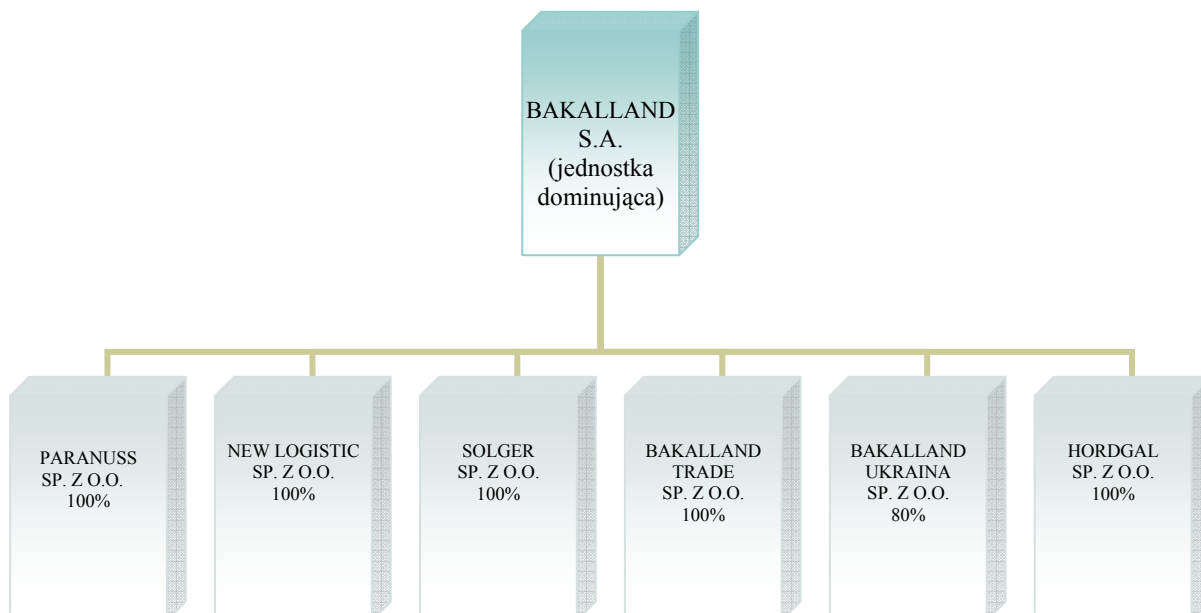 BAKALLAND
S.A.
(jednostka
dominująca)
PARANUSS
SP. Z O.O.
100%
NEW LOGISTIC
SP. Z O.O.
100%
SOLGER
SP. Z O.O.
100%
BAKALLAND
TRADE
SP. Z O.O.
100%
BAKALLAND
UKRAINA
SP. Z O.O.
80%
HORDGAL
SP. Z O.O.
100%